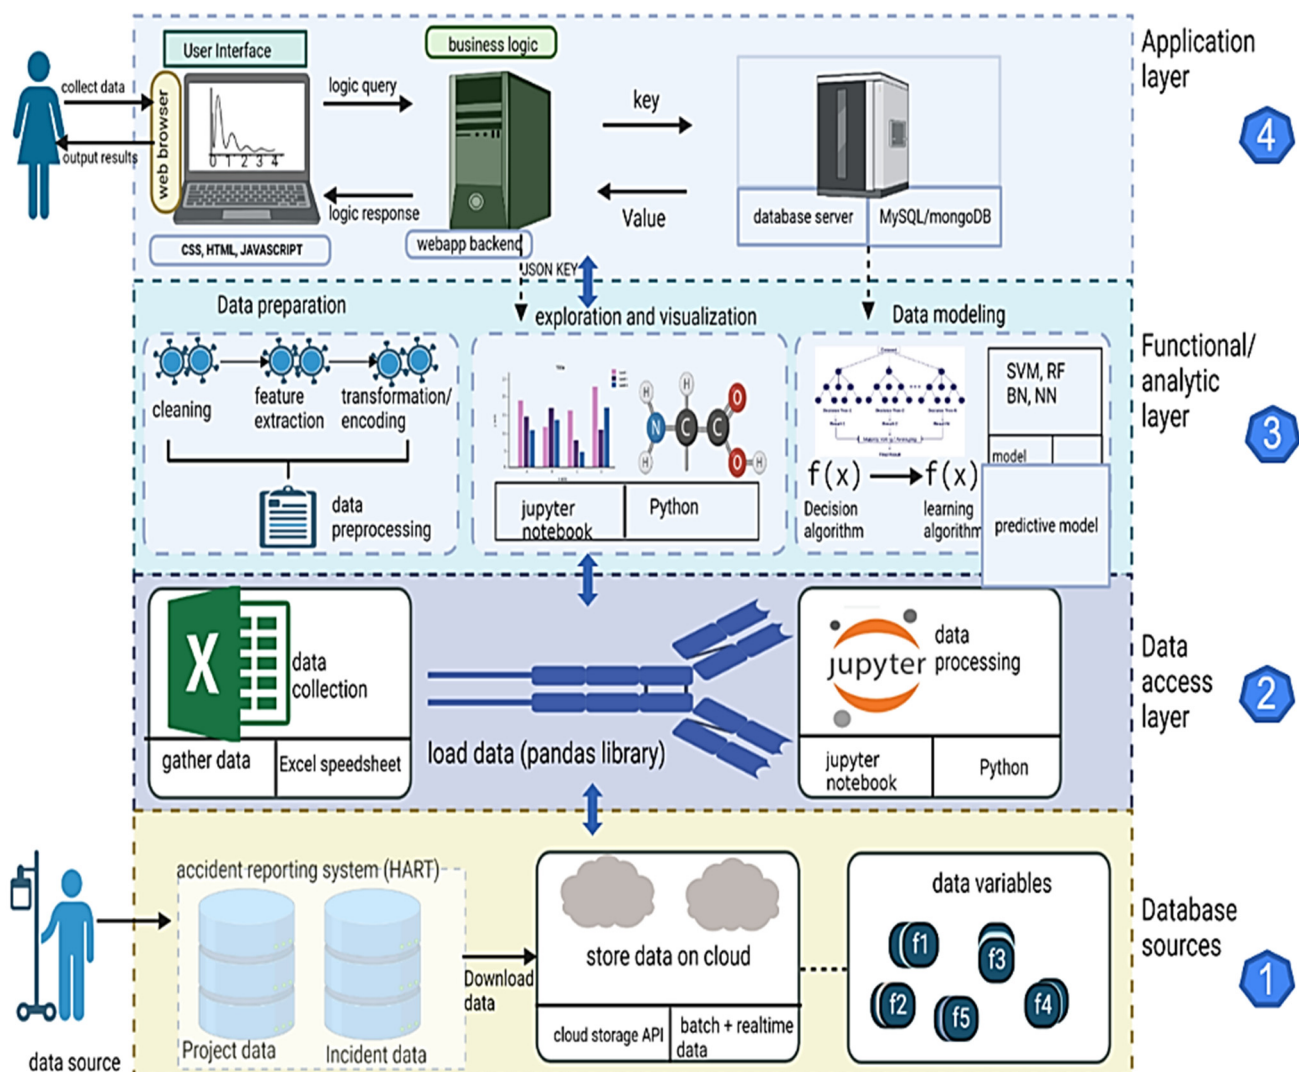 Application
layer
4
User Interface
business logic
collect data
output results
web browser
0 1 2 3 4
logic query
logic response
key
Value
database server
MySQL/mongoDB
CSS, HTML, JAVASCRIPT
webapp backend
JSON KEY
Functional/
analytic
layer
3
Data preparation
exploration and visualization
Data modeling
cleaning
feature
extraction
transformation/
encoding
data
preprocessing
Title
H
H
N
C
H
C
O
O
H
jupyter
notebook
Python
SVM, RF
BN, NN
model
f(x)
f(x)
Decision
algorithm
learning
algorithm
predictive model
Data
access
layer
2
X
data
collection
gather data
Excel speedsheet
load data (pandas library)
jupyter
data
processing
jupyter
notebook
Python
Database
sources
1
data source
accident reporting system (HART)
Project data
Incident data
Download
data
store data on cloud
cloud storage API
batch + realtime
data
data variables
f1
f3
f2
f5
f4